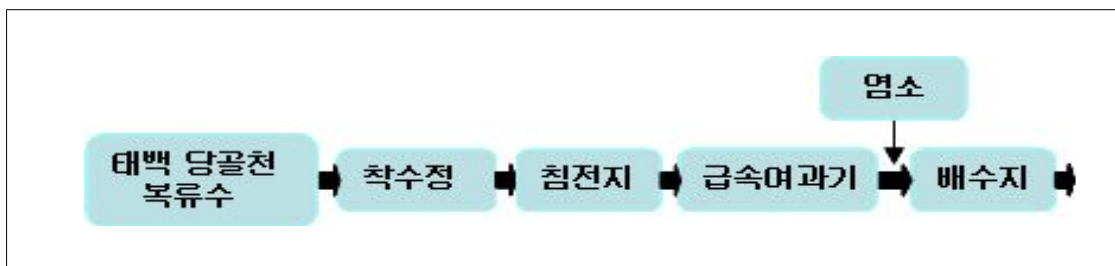 염소
태백 당골천
복류수
착수정
침전지
급속여과기
배수지